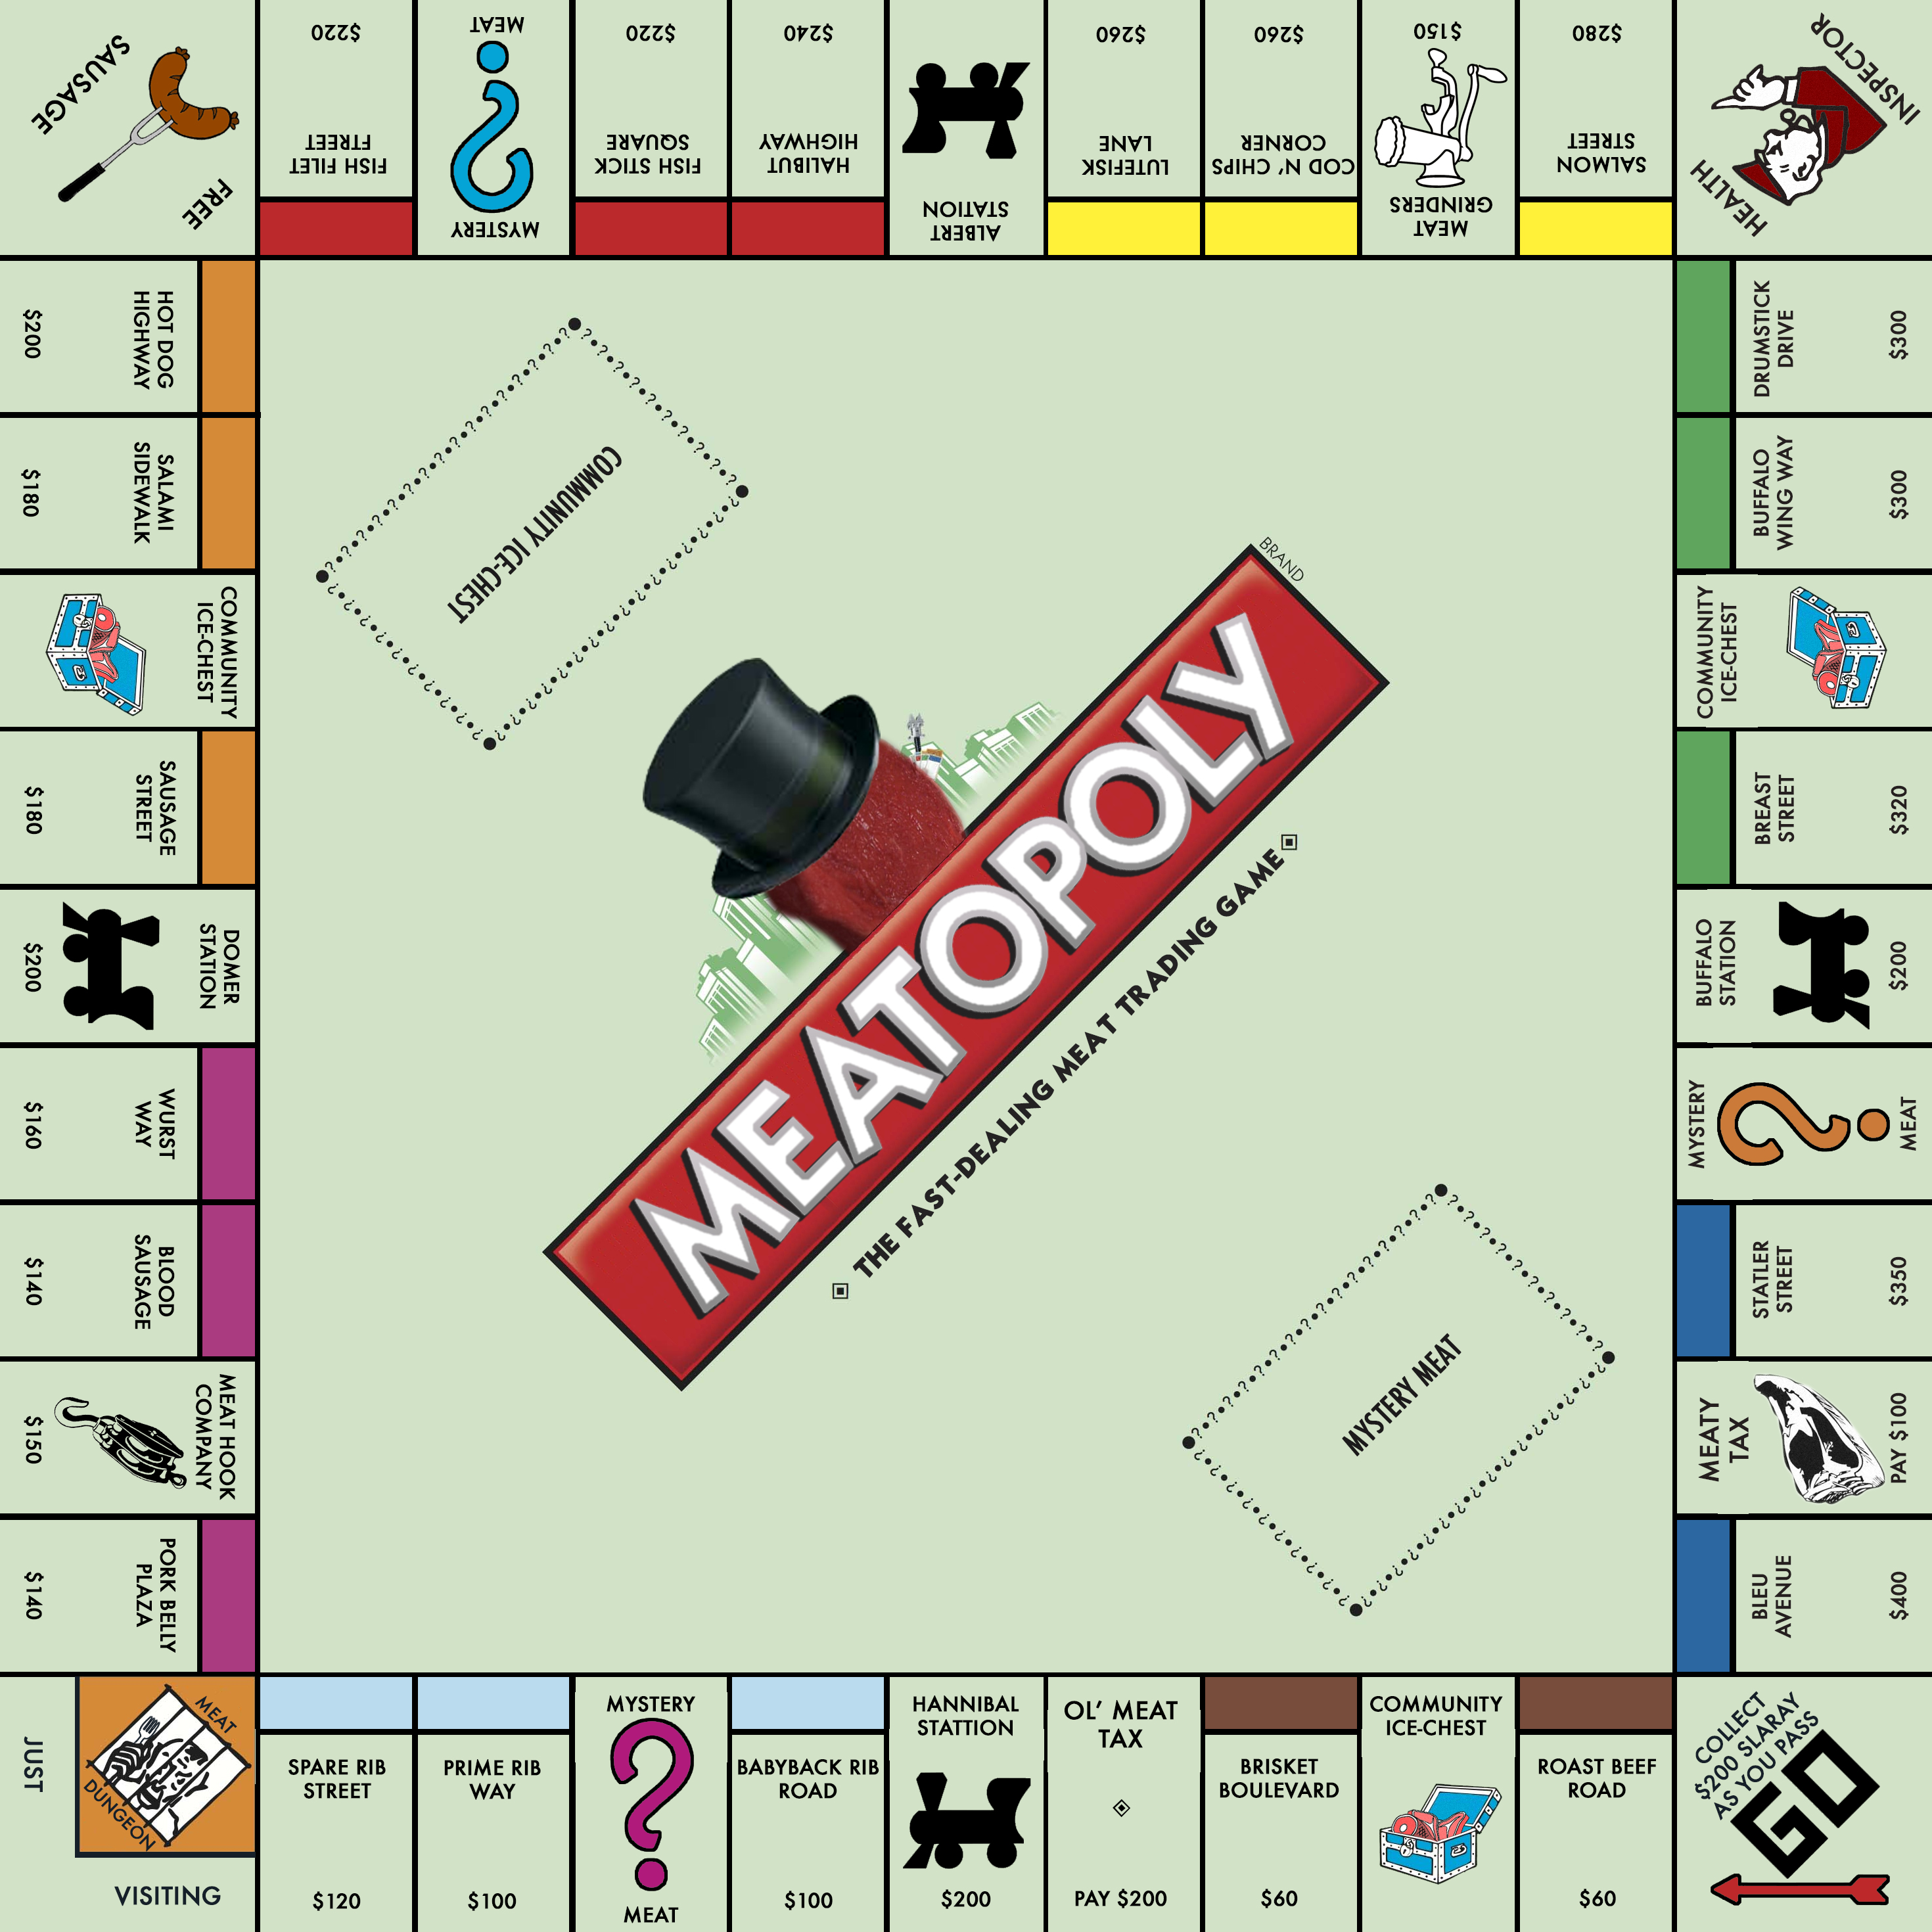 FREE
SAUSAGE
FISH FILET
FTREET
$220
MYSTERY
MEAT
FISH STICK
SQUARE
$220
HALIBUT
HIGHWAY
$240
ALBERT
STATION
LUTEFISK
LANE
$260
COD N' CHIPS
CORNER
$260
MEAT
GRINDERS
$150
SALMON
STREET
$280
HEALTH
INSPECTOR
DRUMSTICK
DRIVE
$300
BUFFALO
WING WAY
$300
COMMUNITY
ICE-CHEST
BREAST
STREET
$320
BUFFALO
STATION
$200
MYSTERY
MEAT
STATLER
STREET
$350
MEATY
TAX
PAY $100
BLEU
AVENUE
$400
COLLECT
$200 SLARAY
AS YOU PASS
GO
ROAST BEEF
ROAD
$60
COMMUNITY
ICE-CHEST
BRISKET
BOULEVARD
$60
OL' MEAT
TAX
PAY $200
HANNIBAL
STATTION
$200
BABYBACK RIB
ROAD
$100
MYSTERY
MEAT
PRIME RIB
WAY
$100
SPARE RIB
STREET
$120
MEAT
DUNGEON
JUST
VISITING
PORK BELLY
PLAZA
$140
MEAT HOOK
COMPANY
$150
BLOOD
SAUSAGE
$140
WURST
WAY
$160
DOMER
STATION
$200
SAUSAGE
STREET
$180
COMMUNITY
ICE-CHEST
SALAMI
SIDEWALK
$180
HOT DOG
HIGHWAY
$200
COMMUNITY ICE-CHEST
BRAND
MEATOPOLY
THE FAST-DEALING MEAT TRADING GAME
MYSTERY MEAT